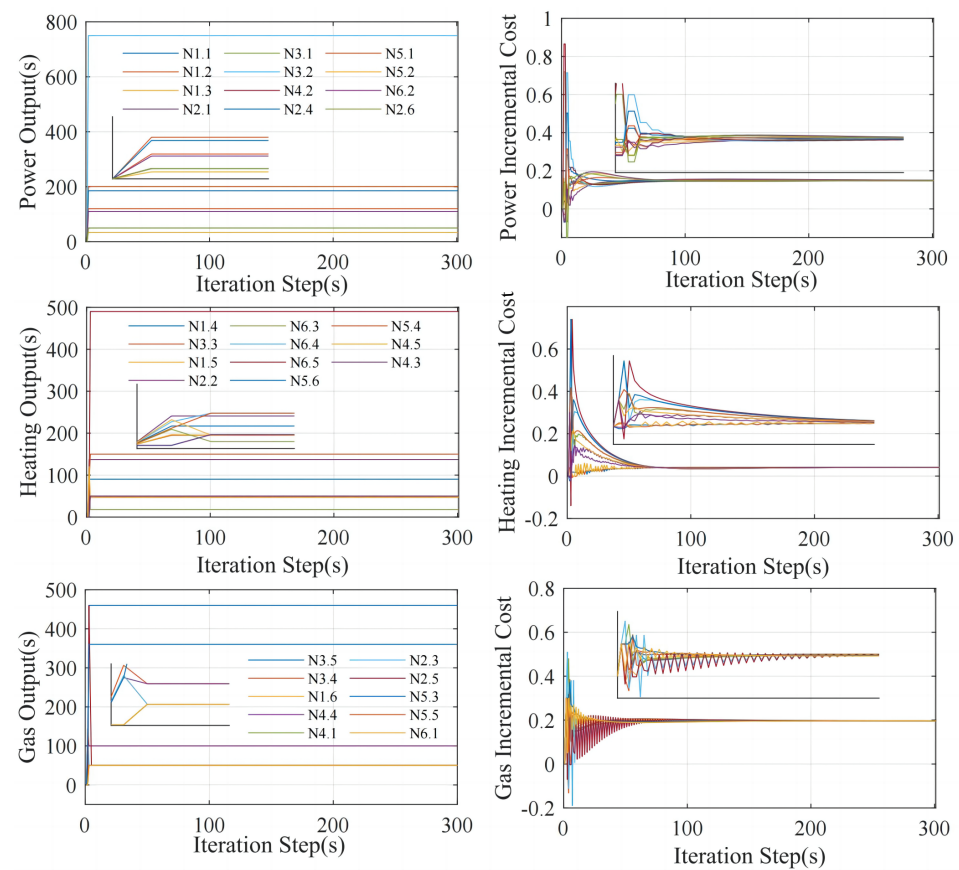 800
600
400
200
0
0
100
200
300
Power Output(s)
Iteration Step(s)
N1.1 N3.1 N5.1
N1.2 N3.2 N5.2
N1.3 N4.2 N6.2
N2.1 N2.4 N2.6
1
0.8
0.6
0.4
0.2
0
0
100
200
300
Power Incremental Cost
Iteration Step(s)
500
400
300
200
100
0
0
100
200
300
Heating Output(s)
Iteration Step(s)
N1.4 N6.3 N5.4
N3.3 N6.4 N4.5
N1.5 N6.5 N4.3
N2.2 N5.6
0.6
0.4
0.2
0
-0.2
0
100
200
300
Heating Incremental Cost
Iteration Step(s)
500
400
300
200
100
0
0
100
200
300
Gas Output(s)
Iteration Step(s)
N3.5 N2.3
N3.4 N2.5
N1.6 N5.3
N4.4 N5.5
N4.1 N6.1
0.8
0.6
0.4
0.2
0
-0.2
0
100
200
300
Gas Incremental Cost
Iteration Step(s)